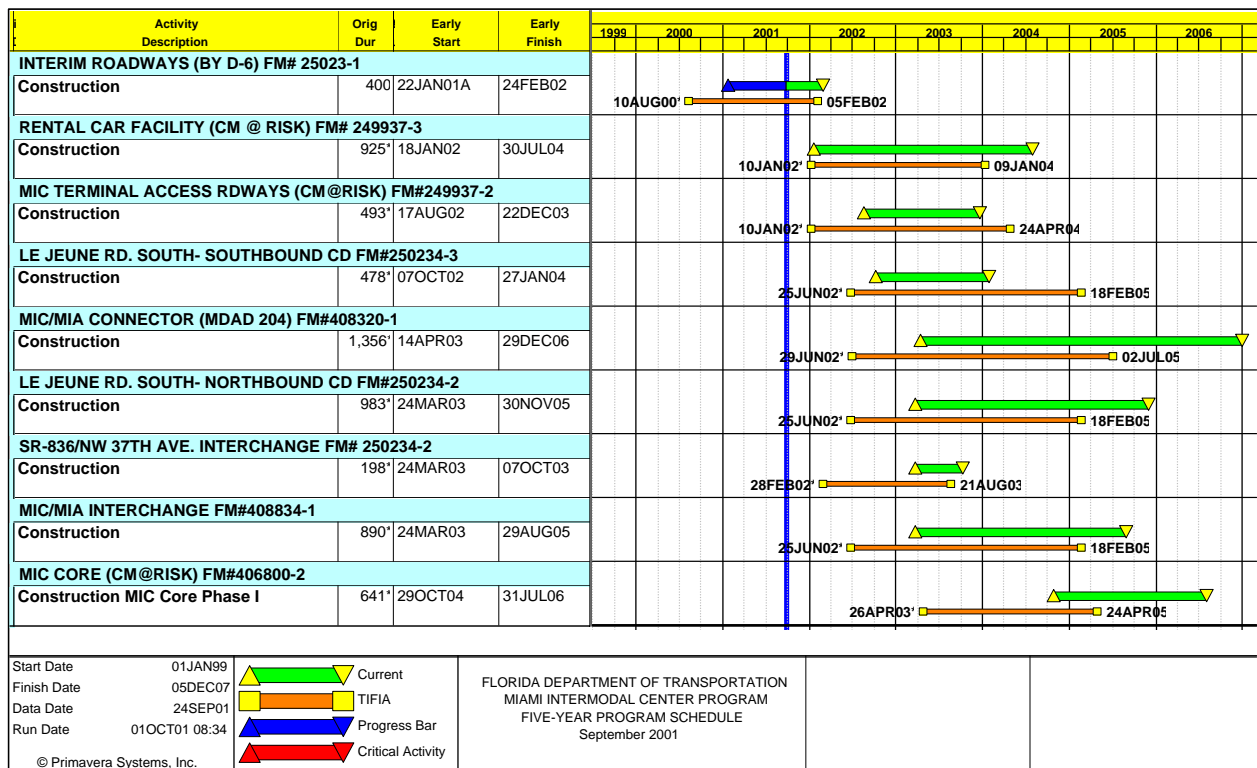 Activity Orig Early Early
Description Dur Start Finish
1999 2000 2001 2002 2003 2004 2005 2006
INTERIM ROADWAYS (BY D-6) FM# 25023-1
Construction 400 22JAN01A 24FEB02
10AUG00* 05FEB02
RENTAL CAR FACILITY (CM @ RISK) FM# 249937-3
Construction 925* 18JAN02 30JUL04
10JAN02* 09JAN04
MIC TERMINAL ACCESS RDWAYS (CM@RISK) FM#249937-2
Construction 493* 17AUG02 22DEC03
10JAN02* 24APR04
LE JEUNE RD. SOUTH- SOUTHBOUND CD FM#250234-3
Construction 478* 07OCT02 27JAN04
25JUN02* 18FEB05
MIC/MIA CONNECTOR (MDAD 204) FM#408320-1
Construction 1,356* 14APR03 29DEC06
29JUN02* 02JUL05
LE JEUNE RD. SOUTH- NORTHBOUND CD FM#250234-2
Construction 983* 24MAR03 30NOV05
25JUN02* 18FEB05
SR-836/NW 37TH AVE. INTERCHANGE FM# 250234-2
Construction 198* 24MAR03 07OCT03
28FEB02* 21AUG03
MIC/MIA INTERCHANGE FM#408834-1
Construction 890* 24MAR03 29AUG05
25JUN02* 18FEB05
MIC CORE (CM@RISK) FM#406800-2
Construction MIC Core Phase I 641* 29OCT04 31JUL06
26APR03* 24APR05
Start Date 01JAN99
Finish Date 05DEC07
Data Date 24SEP01
Run Date 01OCT01 08:34
© Primavera Systems, Inc.
Current
TIFIA
Progress Bar
Critical Activity
FLORIDA DEPARTMENT OF TRANSPORTATION
MIAMI INTERMODAL CENTER PROGRAM
FIVE-YEAR PROGRAM SCHEDULE
September 2001